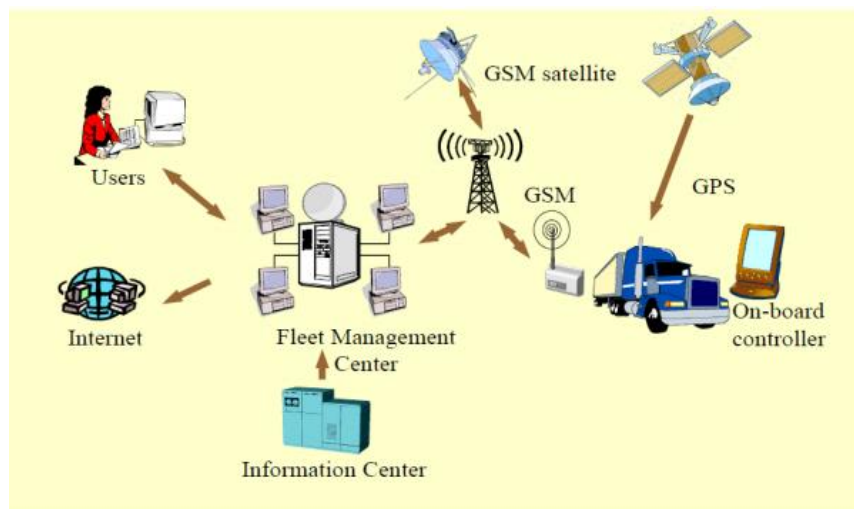 GSM satellite
Users
GSM
GPS
Internet
Fleet Management
Center
On-board
controller
Information Center